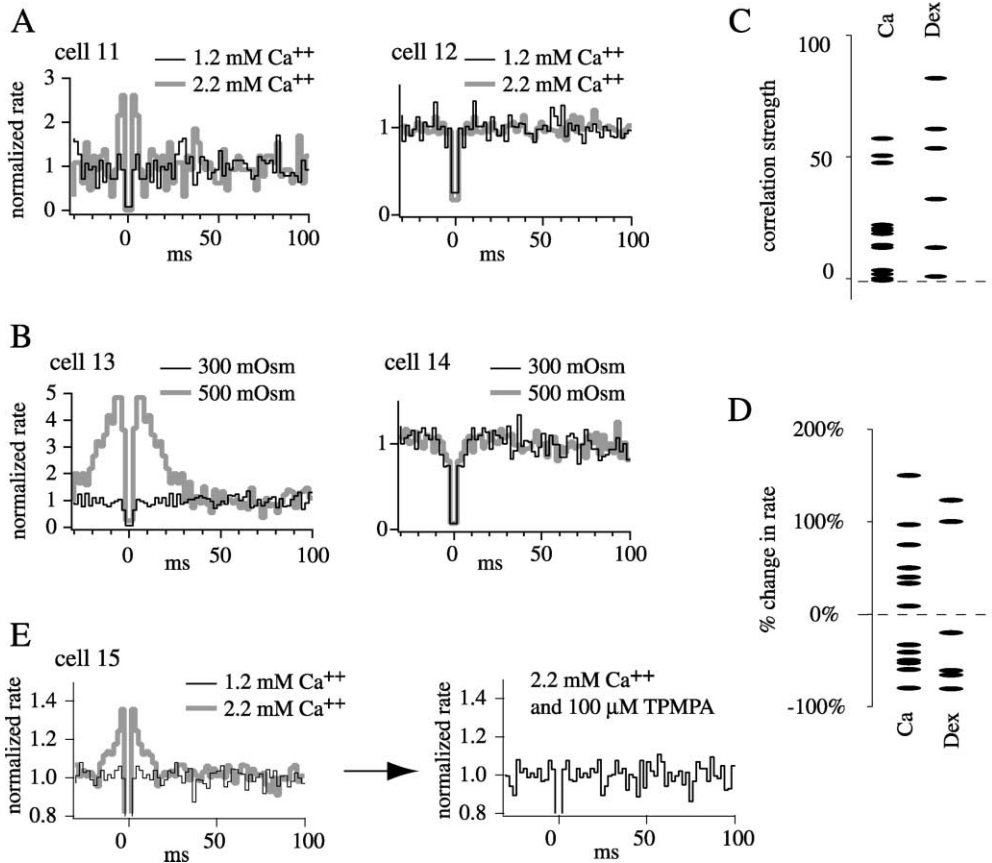 A
cell 11
1.2 mM Ca++
2.2 mM Ca++
normalized rate
3
2
1
0
0
50
100
ms
cell 12
1.2 mM Ca++
2.2 mM Ca++
1
0
0
50
100
ms
B
cell 13
300 mOsm
500 mOsm
normalized rate
5
4
3
2
1
0
0
50
100
ms
cell 14
300 mOsm
500 mOsm
1
0
0
50
100
ms
C
Ca
Dex
correlation strength
100
50
0
D
% change in rate
200%
100%
0%
-100%
Ca
Dex
E
cell 15
1.2 mM Ca++
2.2 mM Ca++
normalized rate
1.4
1.2
1.0
0.8
0
50
100
ms
2.2 mM Ca++
and 100 μM TPMPA
normalized rate
1.4
1.2
1.0
0.8
0
50
100
ms